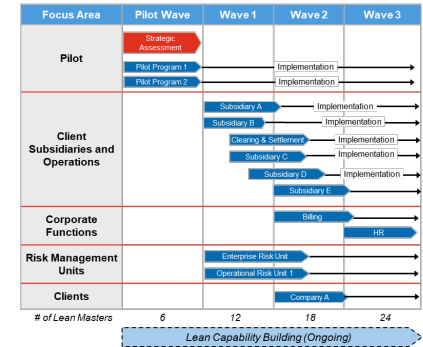 Focus Area Pilot Wave Wave 1 Wave 2 Wave 3
Strategic
Assessment
Pilot
Pilot Program 1 Implementation
Pilot Program 2 Implementation
Client
Subsidiaries and
Operations
Subsidiary A Implementation
Subsidiary B Implementation
Clearing & Settlement Implementation
Subsidiary C Implementation
Subsidiary D Implementation
Subsidiary E
Corporate
Functions
Billing
HR
Risk Management
Units
Enterprise Risk Unit
Operational Risk Unit 1
Clients Company A
# of Lean Masters 6 12 18 24
Lean Capability Building (Ongoing)